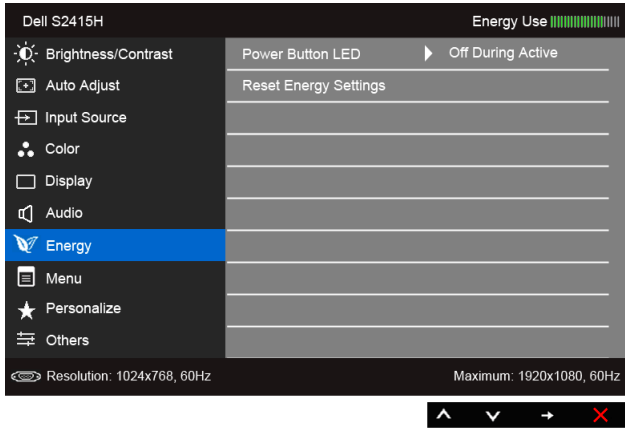 Dell S2415H Energy Use
Brightness/Contrast Power Button LED Off During Active
Auto Adjust Reset Energy Settings
Input Source
Color
Display
Audio
Energy
Menu
Personalize
Others
Resolution: 1024x768, 60Hz Maximum: 1920x1080, 60Hz